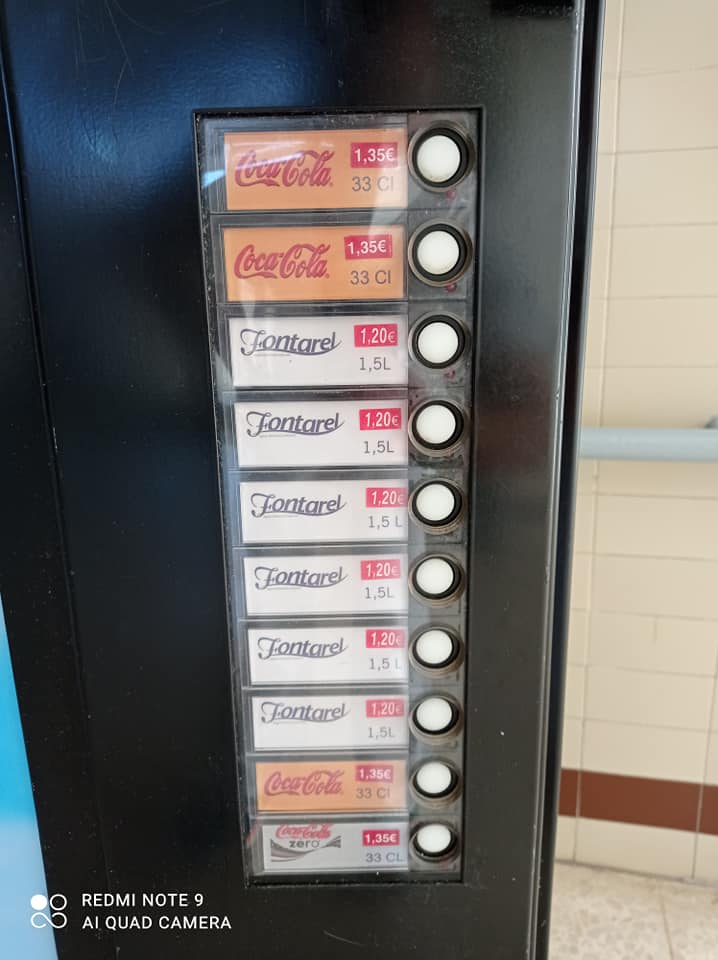 Coca-Cola 1,35€
33 Cl
Coca-Cola 1,35€
33 Cl
Fontarel 1,20€
1,5L
Fontarel 1,20€
1,5L
Fontarel 1,20€
1,5 L
Fontarel 1,20€
1,5L
Fontarel 1,20€
1,5 L
Fontarel 1,20€
1,5L
Coca-Cola 1,35€
33 Cl
Coca-Cola
zero 1,35€
33 CL
REDMI NOTE 9
AI QUAD CAMERA